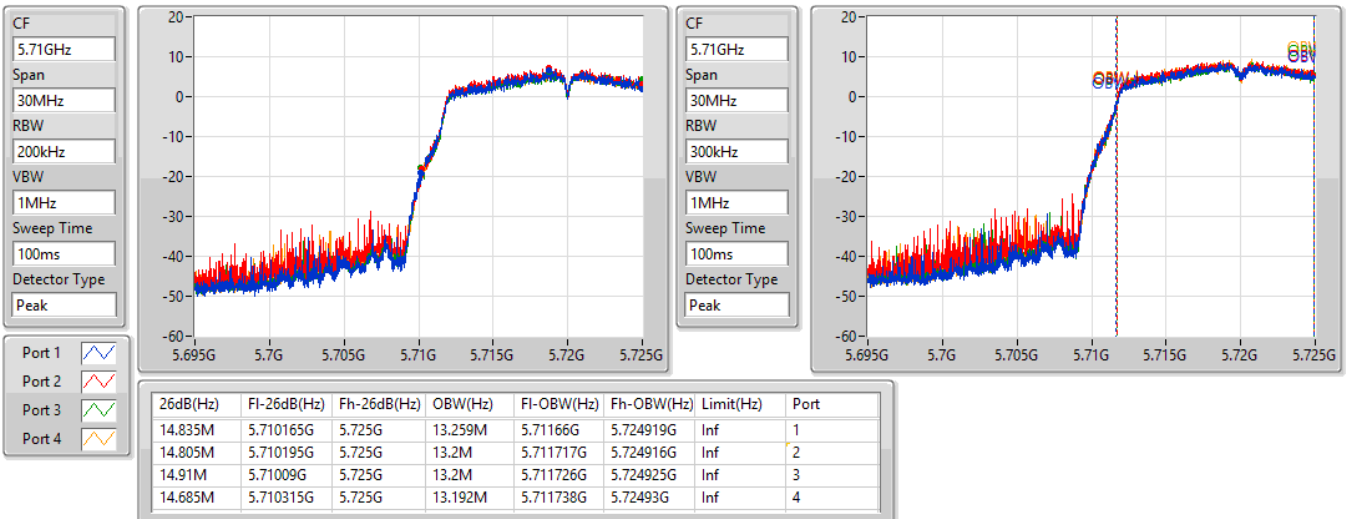 CF
5.71GHz
Span
30MHz
RBW
200kHz
VBW
1MHz
Sweep Time
100ms
Detector Type
Peak
20
10
0
-10
-20
-30
-40
-50
-60
5.695G 5.7G 5.705G 5.71G 5.715G 5.72G 5.725G
CF
5.71GHz
Span
30MHz
RBW
300kHz
VBW
1MHz
Sweep Time
100ms
Detector Type
Peak
20
10
0
-10
-20
-30
-40
-50
-60
OBW
OBW
5.695G 5.7G 5.705G 5.71G 5.715G 5.72G 5.725G
Port 1
Port 2
Port 3
Port 4
26dB(Hz) Fl-26dB(Hz) Fh-26dB(Hz) OBW(Hz) Fl-OBW(Hz) Fh-OBW(Hz) Limit(Hz) Port
14.835M 5.710165G 5.725G 13.259M 5.71166G 5.724919G Inf 1
14.805M 5.710195G 5.725G 13.2M 5.711717G 5.724916G Inf 2
14.91M 5.71009G 5.725G 13.2M 5.711726G 5.724925G Inf 3
14.685M 5.710315G 5.725G 13.192M 5.711738G 5.72493G Inf 4